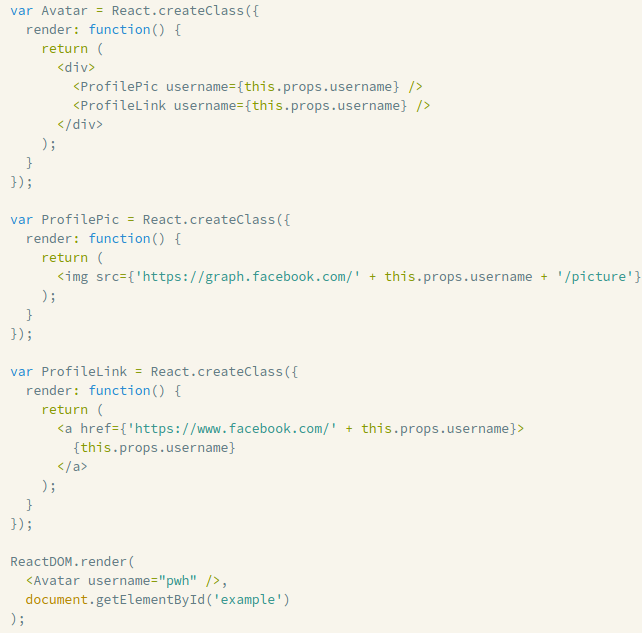 var Avatar = React.createClass({
  render: function() {
    return (
      <div>
        <ProfilePic username={this.props.username} />
        <ProfileLink username={this.props.username} />
      </div>
    );
  }
});

var ProfilePic = React.createClass({
  render: function() {
    return (
      <img src={'https://graph.facebook.com/' + this.props.username + '/picture'}
    );
  }
});

var ProfileLink = React.createClass({
  render: function() {
    return (
      <a href={'https://www.facebook.com/' + this.props.username}>
        {this.props.username}
      </a>
    );
  }
});

ReactDOM.render(
  <Avatar username="pwh" />,
  document.getElementById('example')
);